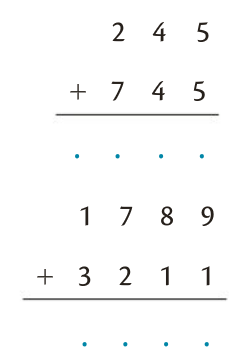 2 4 5
+ 7 4 5
. . . .
1 7 8 9
+ 3 2 1 1
. . . .